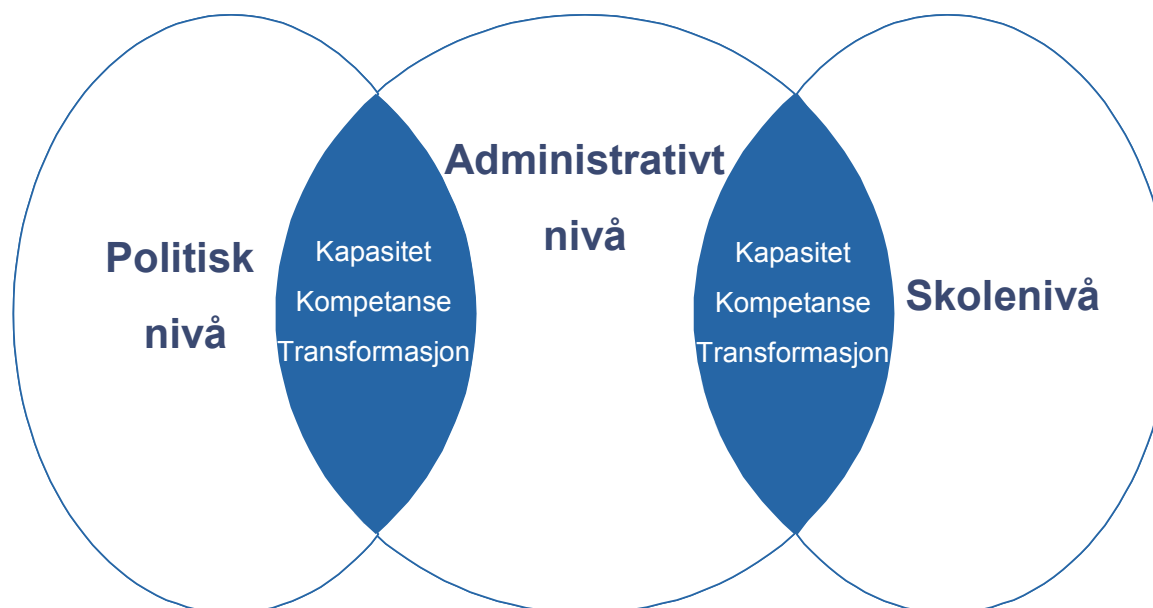 Politisk
nivå
Kapasitet
Kompetanse
Transformasjon
Administrativt
nivå
Kapasitet
Kompetanse
Transformasjon
Skolenivå